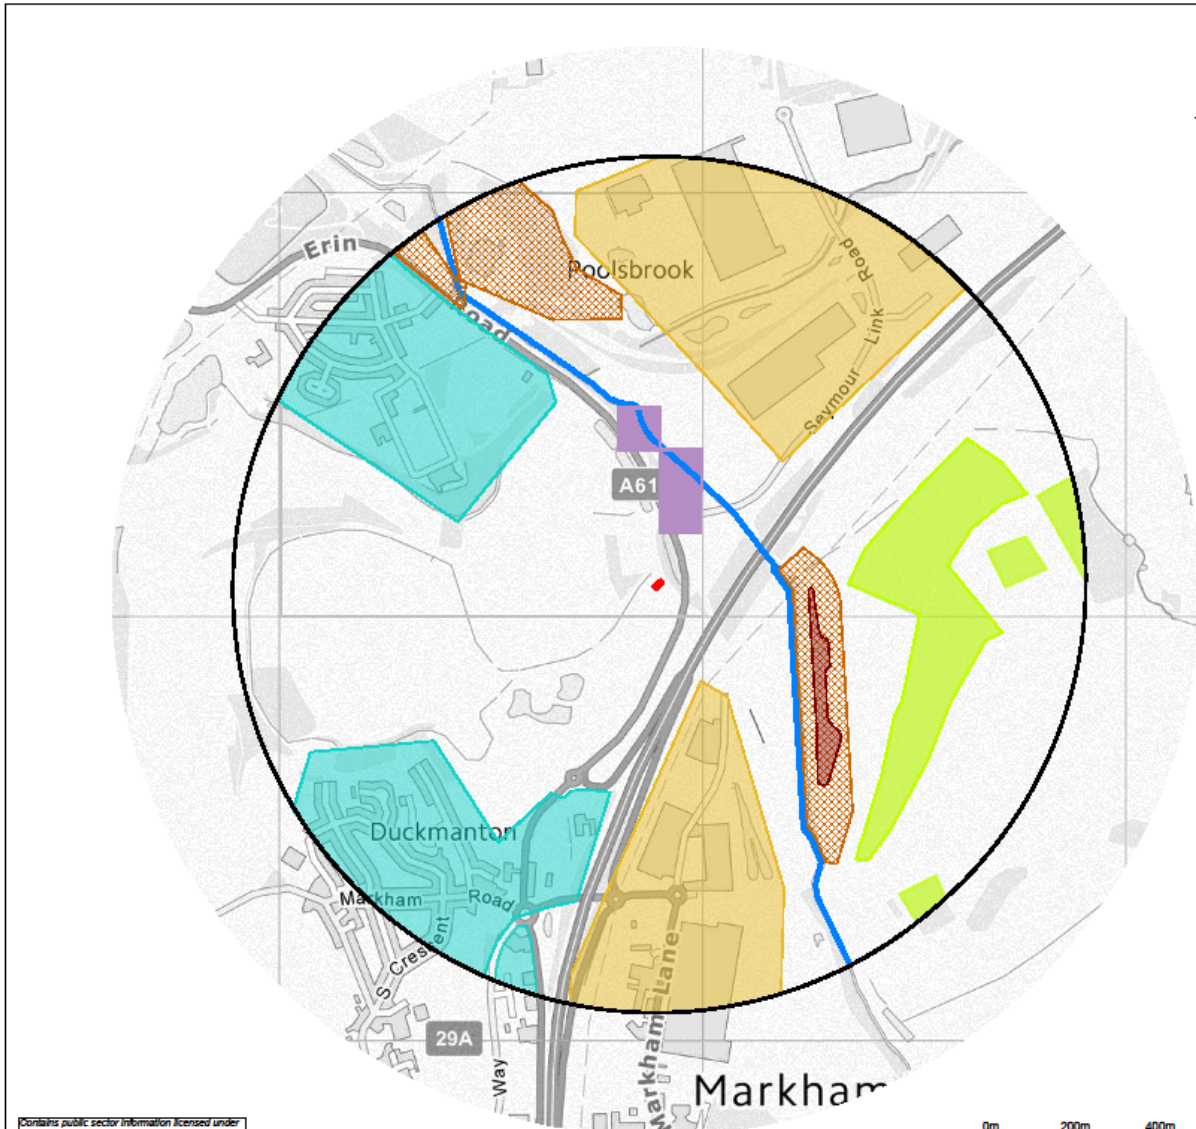 Erin
Road
Poolsbrook
Road
Link
Seymour
A61
Duckmanton
Markham
Road
S Crescent
29A
Way
Markham Lane
Markham
0m 200m 400m
Contains public sector information licensed under